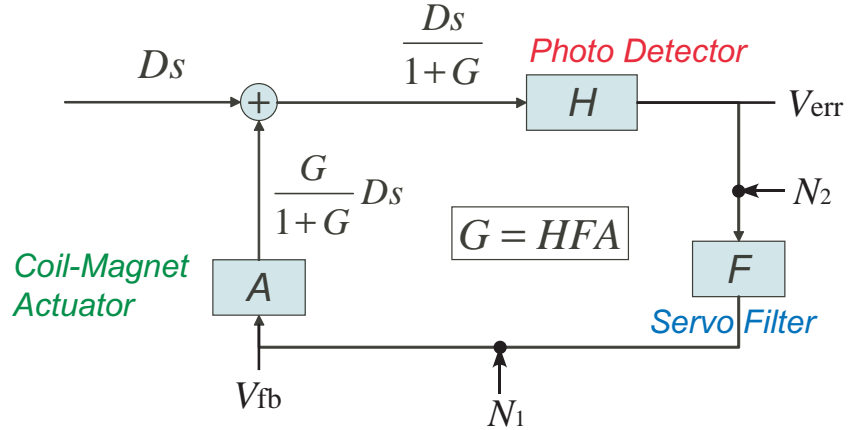 Ds
Ds
1+G
Photo Detector
+
H
Verr
G
1+G
Ds
N2
G = HFA
Coil-Magnet
Actuator
A
F
Servo Filter
Vfb
N1